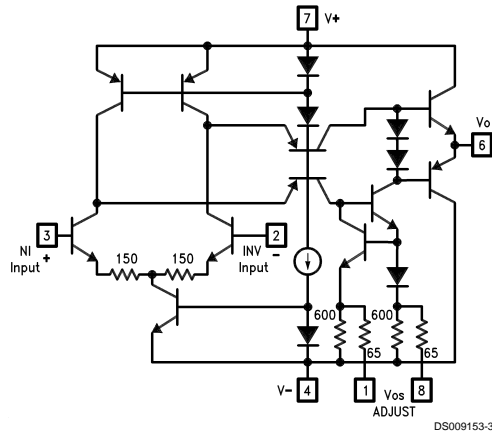 7 V+
Vo
6
3
NI
Input +
150 150
2
INV
Input −
600 600
65 65
V− 4
1 Vos 8
ADJUST
DS009153-3